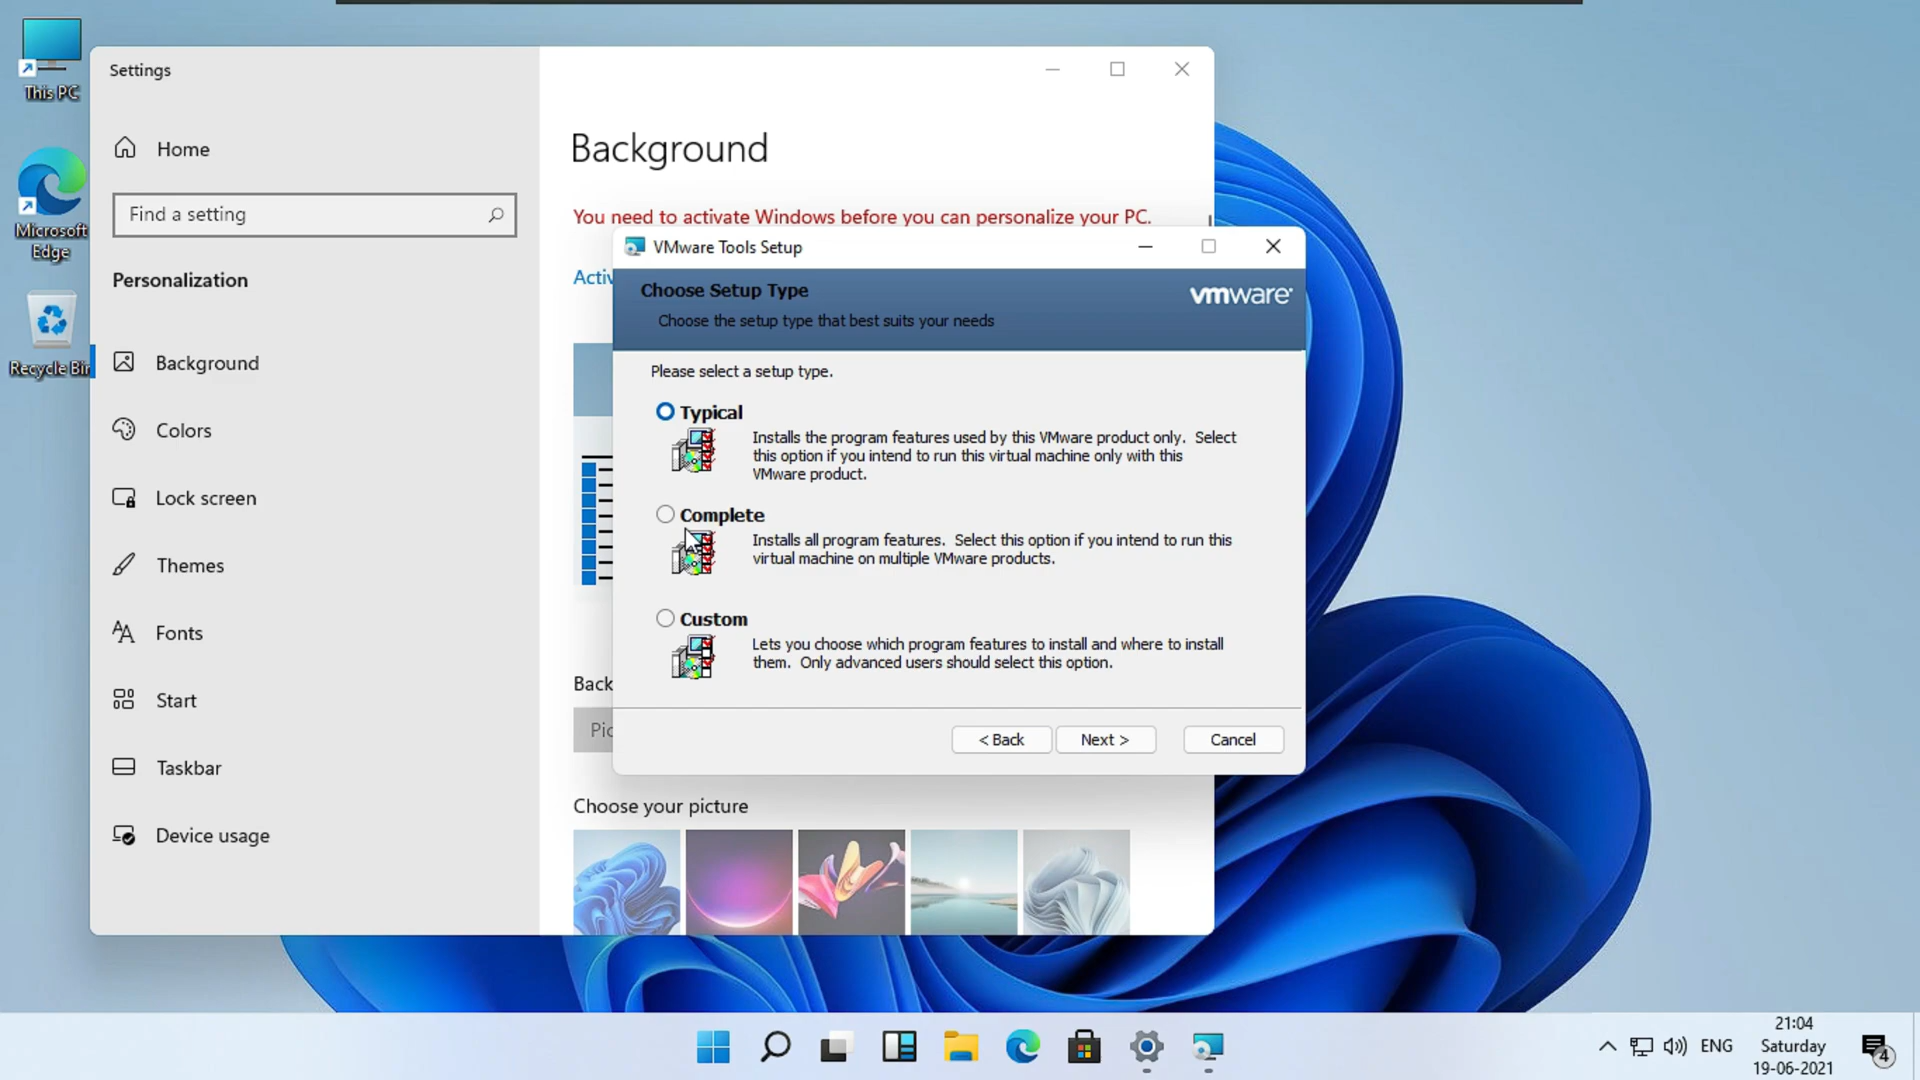 This PC
Microsoft
Edge
Recycle Bin
Settings
Home
Find a setting
Personalization
Background
Colors
Lock screen
Themes
Fonts
Start
Taskbar
Device usage
Background
You need to activate Windows before you can personalize your PC.
Activ
Back
Pic
Choose your picture
VMware Tools Setup
Choose Setup Type
Choose the setup type that best suits your needs
vmware
Please select a setup type.
Typical
Installs the program features used by this VMware product only. Select
this option if you intend to run this virtual machine only with this
VMware product.
Complete
Installs all program features. Select this option if you intend to run this
virtual machine on multiple VMware products.
Custom
Lets you choose which program features to install and where to install
them. Only advanced users should select this option.
< Back
Next >
Cancel
ENG
21:04
Saturday
19-06-2021
4